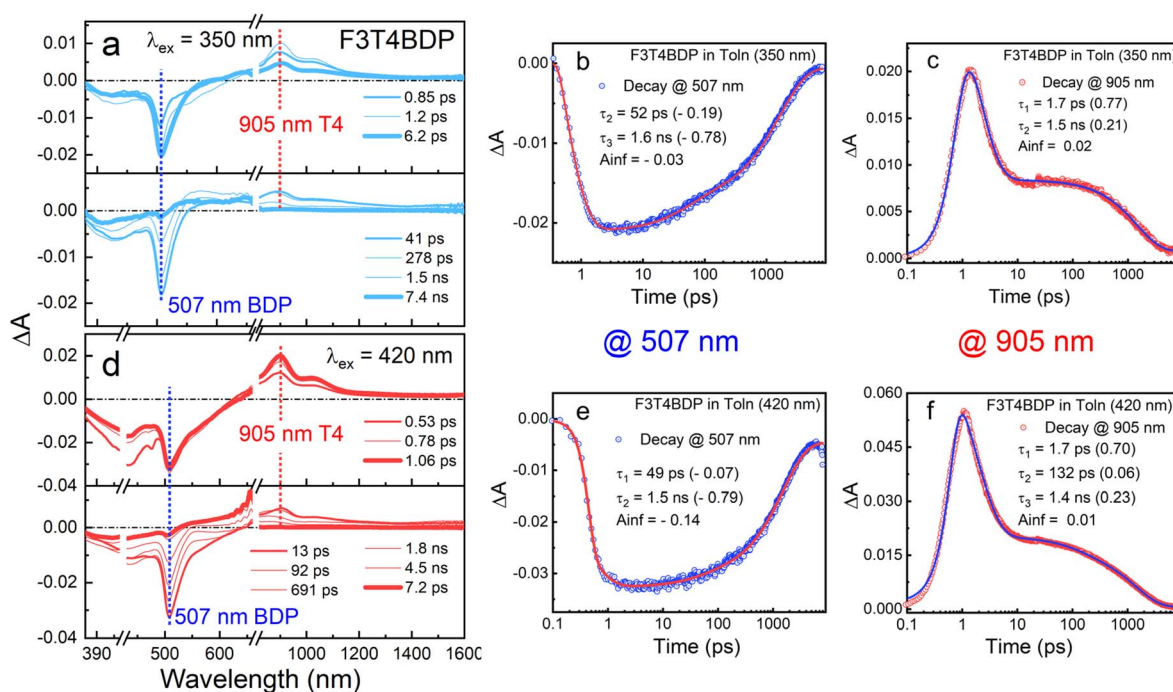 a
λex = 350 nm
F3T4BDP
0.01
0.00
-0.01
-0.02
0.85 ps
1.2 ps
6.2 ps
905 nm T4
0.00
-0.01
-0.02
41 ps
278 ps
1.5 ns
7.4 ns
507 nm BDP
ΔA
d
λex = 420 nm
0.02
0.00
-0.02
-0.04
0.53 ps
0.78 ps
1.06 ps
905 nm T4
0.00
-0.02
-0.04
13 ps
92 ps
691 ps
1.8 ns
4.5 ns
7.2 ps
507 nm BDP
390 500 600 1000 1200 1400 1600
Wavelength (nm)
b
F3T4BDP in Toln (350 nm)
Decay @ 507 nm
τ2 = 52 ps (- 0.19)
τ3 = 1.6 ns (- 0.78)
Ainf = - 0.03
0.00
-0.01
-0.02
ΔA
1 10 100 1000
Time (ps)
c
F3T4BDP in Toln (350 nm)
Decay @ 905 nm
τ1 = 1.7 ps (0.77)
τ2 = 1.5 ns (0.21)
Ainf = 0.02
0.020
0.015
0.010
0.005
0.000
ΔA
0.1 1 10 100 1000
Time (ps)
@ 507 nm
@ 905 nm
e
F3T4BDP in Toln (420 nm)
Decay @ 507 nm
τ1 = 49 ps (- 0.07)
τ2 = 1.5 ns (- 0.79)
Ainf = - 0.14
0.00
-0.01
-0.02
-0.03
ΔA
0.1 1 10 100 1000
Time (ps)
f
F3T4BDP in Toln (420 nm)
Decay @ 905 nm
τ1 = 1.7 ps (0.70)
τ2 = 132 ps (0.06)
τ3 = 1.4 ns (0.23)
Ainf = 0.01
0.060
0.045
0.030
0.015
0.000
ΔA
0.1 1 10 100 1000
Time (ps)